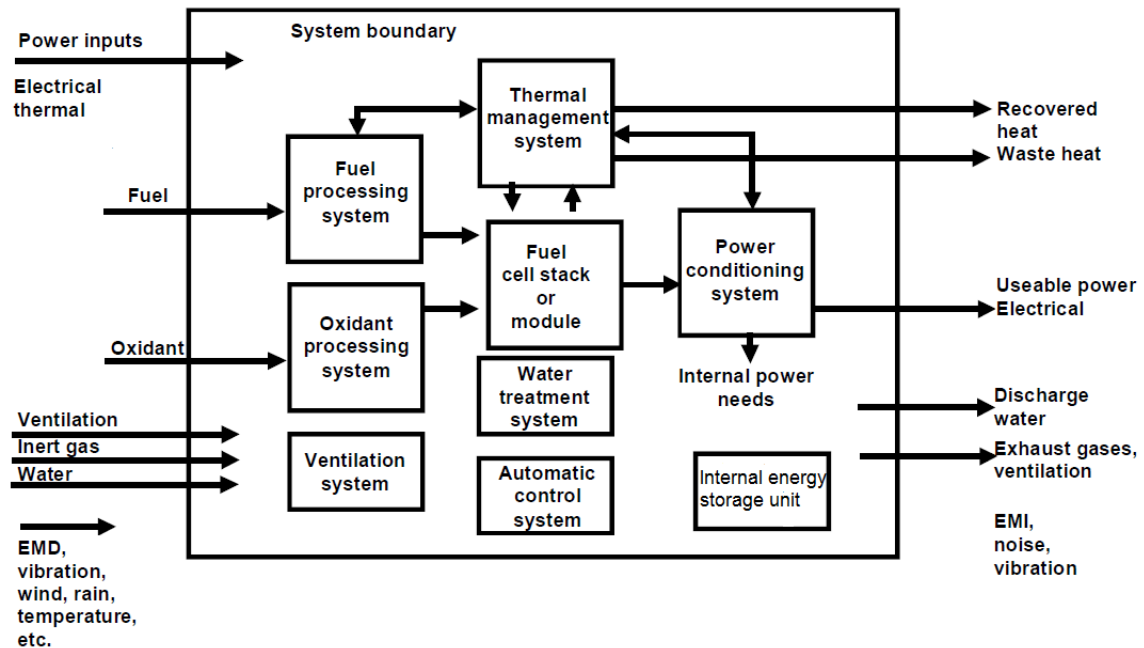 System boundary
Power inputs
Electrical
thermal
Fuel
Oxidant
Ventilation
Inert gas
Water
EMD,
vibration,
wind, rain,
temperature,
etc.
Thermal
management
system
Fuel
processing
system
Fuel
cell stack
or
module
Power
conditioning
system
Oxidant
processing
system
Water
treatment
system
Internal power
needs
Ventilation
system
Automatic
control
system
Internal energy
storage unit
Recovered
heat
Waste heat
Useable power
Electrical
Discharge
water
Exhaust gases,
ventilation
EMI,
noise,
vibration